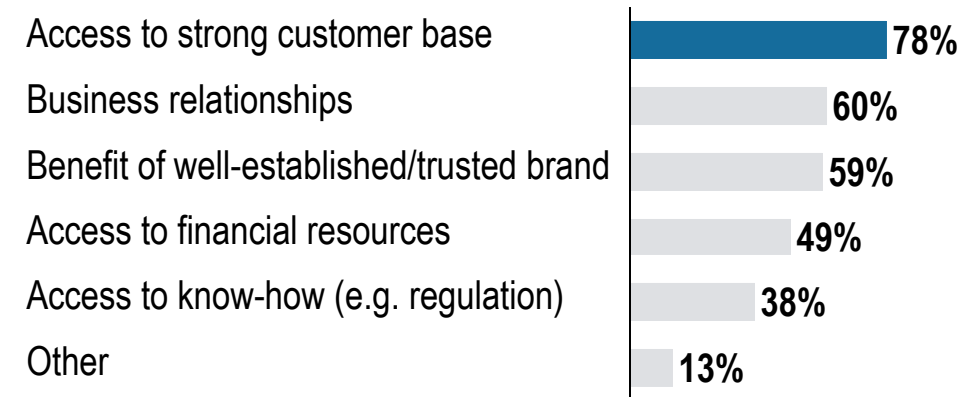 Access to strong customer base 78%
Business relationships 60%
Benefit of well-established/trusted brand 59%
Access to financial resources 49%
Access to know-how (e.g. regulation) 38%
Other 13%